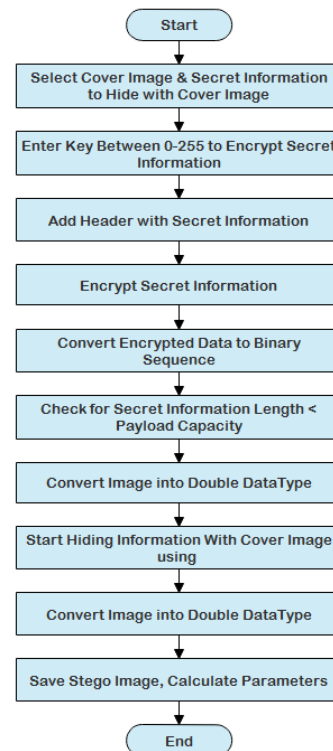 Start
Select Cover Image & Secret Information
to Hide with Cover Image
Enter Key Between 0-255 to Encrypt Secret
Information
Add Header with Secret Information
Encrypt Secret Information
Convert Encrypted Data to Binary
Sequence
Check for Secret Information Length <
Payload Capacity
Convert Image into Double DataType
Start Hiding Information With Cover Image
using
Convert Image into Double DataType
Save Stego Image, Calculate Parameters
End